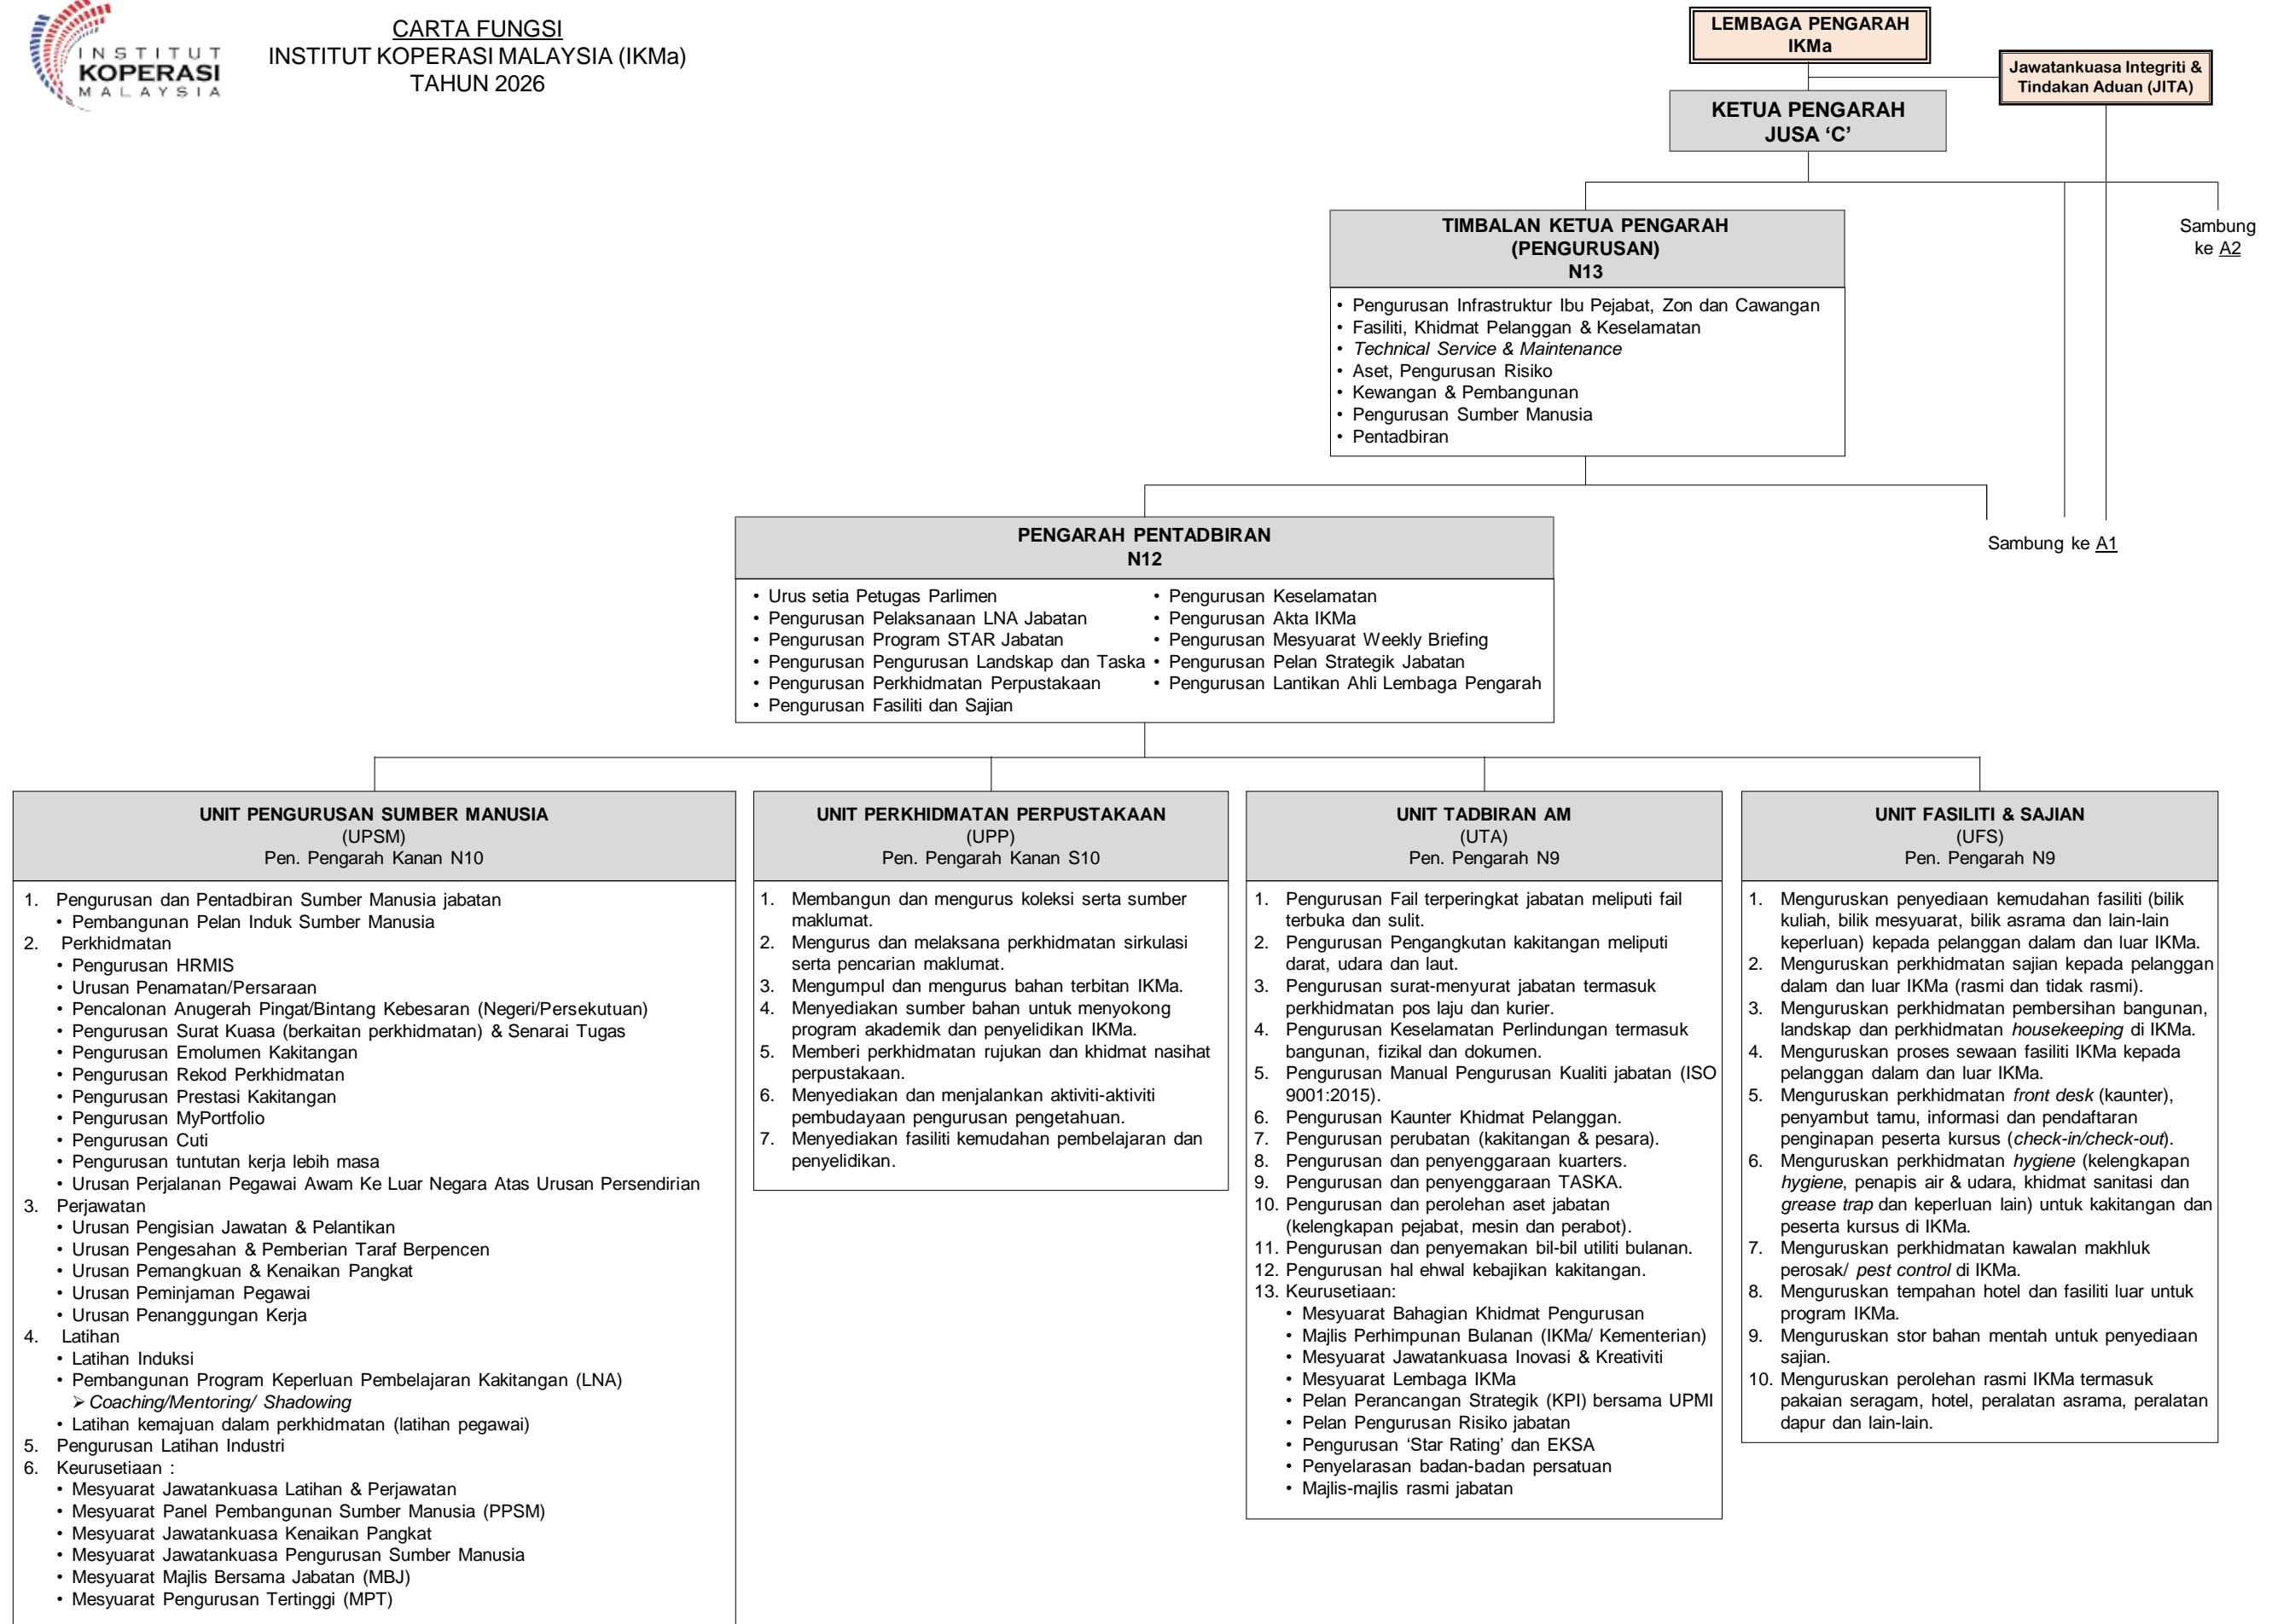 INSTITUT
KOPERASI
MALAYSIA
CARTA FUNGSI
INSTITUT KOPERASI MALAYSIA (IKMa)
TAHUN 2026
LEMBAGA PENGARAH
IKMa
Jawatankuasa Integriti &
Tindakan Aduan (JITA)
KETUA PENGARAH
JUSA ‘C’
TIMBALAN KETUA PENGARAH
(PENGURUSAN)
N13
• Pengurusan Infrastruktur Ibu Pejabat, Zon dan Cawangan
• Fasiliti, Khidmat Pelanggan & Keselamatan
• Technical Service & Maintenance
• Aset, Pengurusan Risiko
• Kewangan & Pembangunan
• Pengurusan Sumber Manusia
• Pentadbiran
Sambung
ke A2
Sambung ke A1
PENGARAH PENTADBIRAN
N12
• Urus setia Petugas Parlimen
• Pengurusan Pelaksanaan LNA Jabatan
• Pengurusan Program STAR Jabatan
• Pengurusan Pengurusan Landskap dan Taska
• Pengurusan Perkhidmatan Perpustakaan
• Pengurusan Fasiliti dan Sajian
• Pengurusan Keselamatan
• Pengurusan Akta IKMa
• Pengurusan Mesyuarat Weekly Briefing
• Pengurusan Pelan Strategik Jabatan
• Pengurusan Lantikan Ahli Lembaga Pengarah
UNIT PENGURUSAN SUMBER MANUSIA
(UPSM)
Pen. Pengarah Kanan N10
1. Pengurusan dan Pentadbiran Sumber Manusia jabatan
• Pembangunan Pelan Induk Sumber Manusia
2. Perkhidmatan
• Pengurusan HRMIS
• Urusan Penamatan/Persaraan
• Pencalonan Anugerah Pingat/Bintang Kebesaran (Negeri/Persekutuan)
• Pengurusan Surat Kuasa (berkaitan perkhidmatan) & Senarai Tugas
• Pengurusan Emolumen Kakitangan
• Pengurusan Rekod Perkhidmatan
• Pengurusan Prestasi Kakitangan
• Pengurusan MyPortfolio
• Pengurusan Cuti
• Pengurusan tuntutan kerja lebih masa
• Urusan Perjalanan Pegawai Awam Ke Luar Negara Atas Urusan Persendirian
3. Perjawatan
• Urusan Pengisian Jawatan & Pelantikan
• Urusan Pengesahan & Pemberian Taraf Berpencen
• Urusan Pemangkuan & Kenaikan Pangkat
• Urusan Peminjaman Pegawai
• Urusan Penanggungan Kerja
4. Latihan
• Latihan Induksi
• Pembangunan Program Keperluan Pembelajaran Kakitangan (LNA)
➢ Coaching/Mentoring/ Shadowing
• Latihan kemajuan dalam perkhidmatan (latihan pegawai)
5. Pengurusan Latihan Industri
6. Keurusetiaan :
• Mesyuarat Jawatankuasa Latihan & Perjawatan
• Mesyuarat Panel Pembangunan Sumber Manusia (PPSM)
• Mesyuarat Jawatankuasa Kenaikan Pangkat
• Mesyuarat Jawatankuasa Pengurusan Sumber Manusia
• Mesyuarat Majlis Bersama Jabatan (MBJ)
• Mesyuarat Pengurusan Tertinggi (MPT)
UNIT PERKHIDMATAN PERPUSTAKAAN
(UPP)
Pen. Pengarah Kanan S10
1. Membangun dan mengurus koleksi serta sumber
maklumat.
2. Mengurus dan melaksana perkhidmatan sirkulasi
serta pencarian maklumat.
3. Mengumpul dan mengurus bahan terbitan IKMa.
4. Menyediakan sumber bahan untuk menyokong
program akademik dan penyelidikan IKMa.
5. Memberi perkhidmatan rujukan dan khidmat nasihat
perpustakaan.
6. Menyediakan dan menjalankan aktiviti-aktiviti
pembudayaan pengurusan pengetahuan.
7. Menyediakan fasiliti kemudahan pembelajaran dan
penyelidikan.
UNIT TADBIRAN AM
(UTA)
Pen. Pengarah N9
1. Pengurusan Fail terperingkat jabatan meliputi fail
terbuka dan sulit.
2. Pengurusan Pengangkutan kakitangan meliputi
darat, udara dan laut.
3. Pengurusan surat-menyurat jabatan termasuk
perkhidmatan pos laju dan kurier.
4. Pengurusan Keselamatan Perlindungan termasuk
bangunan, fizikal dan dokumen.
5. Pengurusan Manual Pengurusan Kualiti jabatan (ISO
9001:2015).
6. Pengurusan Kaunter Khidmat Pelanggan.
7. Pengurusan perubatan (kakitangan & pesara).
8. Pengurusan dan penyenggaraan kuarters.
9. Pengurusan dan penyenggaraan TASKA.
10. Pengurusan dan perolehan aset jabatan
(kelengkapan pejabat, mesin dan perabot).
11. Pengurusan dan penyemakan bil-bil utiliti bulanan.
12. Pengurusan hal ehwal kebajikan kakitangan.
13. Keurusetiaan:
• Mesyuarat Bahagian Khidmat Pengurusan
• Majlis Perhimpunan Bulanan (IKMa/ Kementerian)
• Mesyuarat Jawatankuasa Inovasi & Kreativiti
• Mesyuarat Lembaga IKMa
• Pelan Perancangan Strategik (KPI) bersama UPMI
• Pelan Pengurusan Risiko jabatan
• Pengurusan ‘Star Rating’ dan EKSA
• Penyelarasan badan-badan persatuan
• Majlis-majlis rasmi jabatan
UNIT FASILITI & SAJIAN
(UFS)
Pen. Pengarah N9
1. Menguruskan penyediaan kemudahan fasiliti (bilik
kuliah, bilik mesyuarat, bilik asrama dan lain-lain
keperluan) kepada pelanggan dalam dan luar IKMa.
2. Menguruskan perkhidmatan sajian kepada pelanggan
dalam dan luar IKMa (rasmi dan tidak rasmi).
3. Menguruskan perkhidmatan pembersihan bangunan,
landskap dan perkhidmatan housekeeping di IKMa.
4. Menguruskan proses sewaan fasiliti IKMa kepada
pelanggan dalam dan luar IKMa.
5. Menguruskan perkhidmatan front desk (kaunter),
penyambut tamu, informasi dan pendaftaran
penginapan peserta kursus (check-in/check-out).
6. Menguruskan perkhidmatan hygiene (kelengkapan
hygiene, penapis air & udara, khidmat sanitasi dan
grease trap dan keperluan lain) untuk kakitangan dan
peserta kursus di IKMa.
7. Menguruskan perkhidmatan kawalan makhluk
perosak/ pest control di IKMa.
8. Menguruskan tempahan hotel dan fasiliti luar untuk
program IKMa.
9. Menguruskan stor bahan mentah untuk penyediaan
sajian.
10. Menguruskan perolehan rasmi IKMa termasuk
pakaian seragam, hotel, peralatan asrama, peralatan
dapur dan lain-lain.